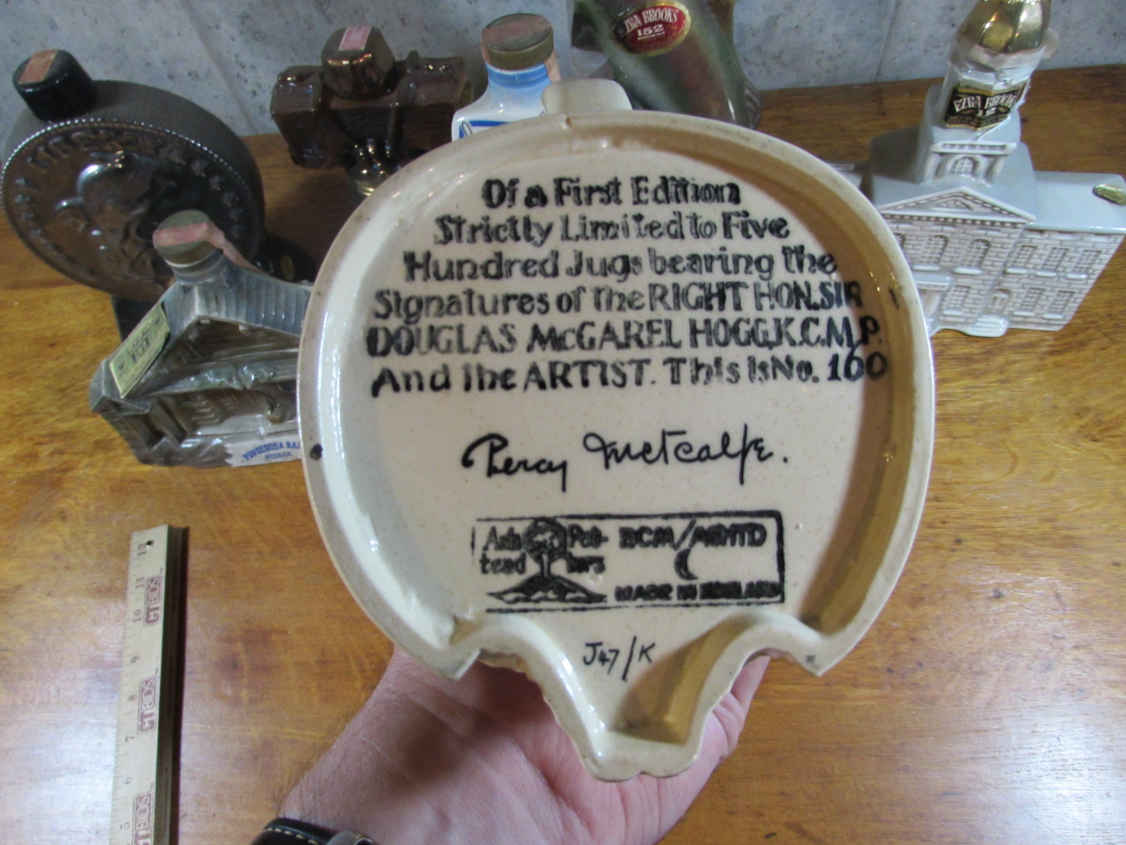 EZRA BROOKS
152
EZRA BROOKS
Of a First Edition
Strictly Limited to Five
Hundred Jugs bearing the
Signatures of the RIGHT HON. SIR
DOUGLAS McGAREL HOGG, K.C.M.P.
And the ARTIST. This is No. 100
Percy Metcalfe.
Ash Pot-
tead ters
BCM/ASHTD
MADE IN ENGLAND
J47/K